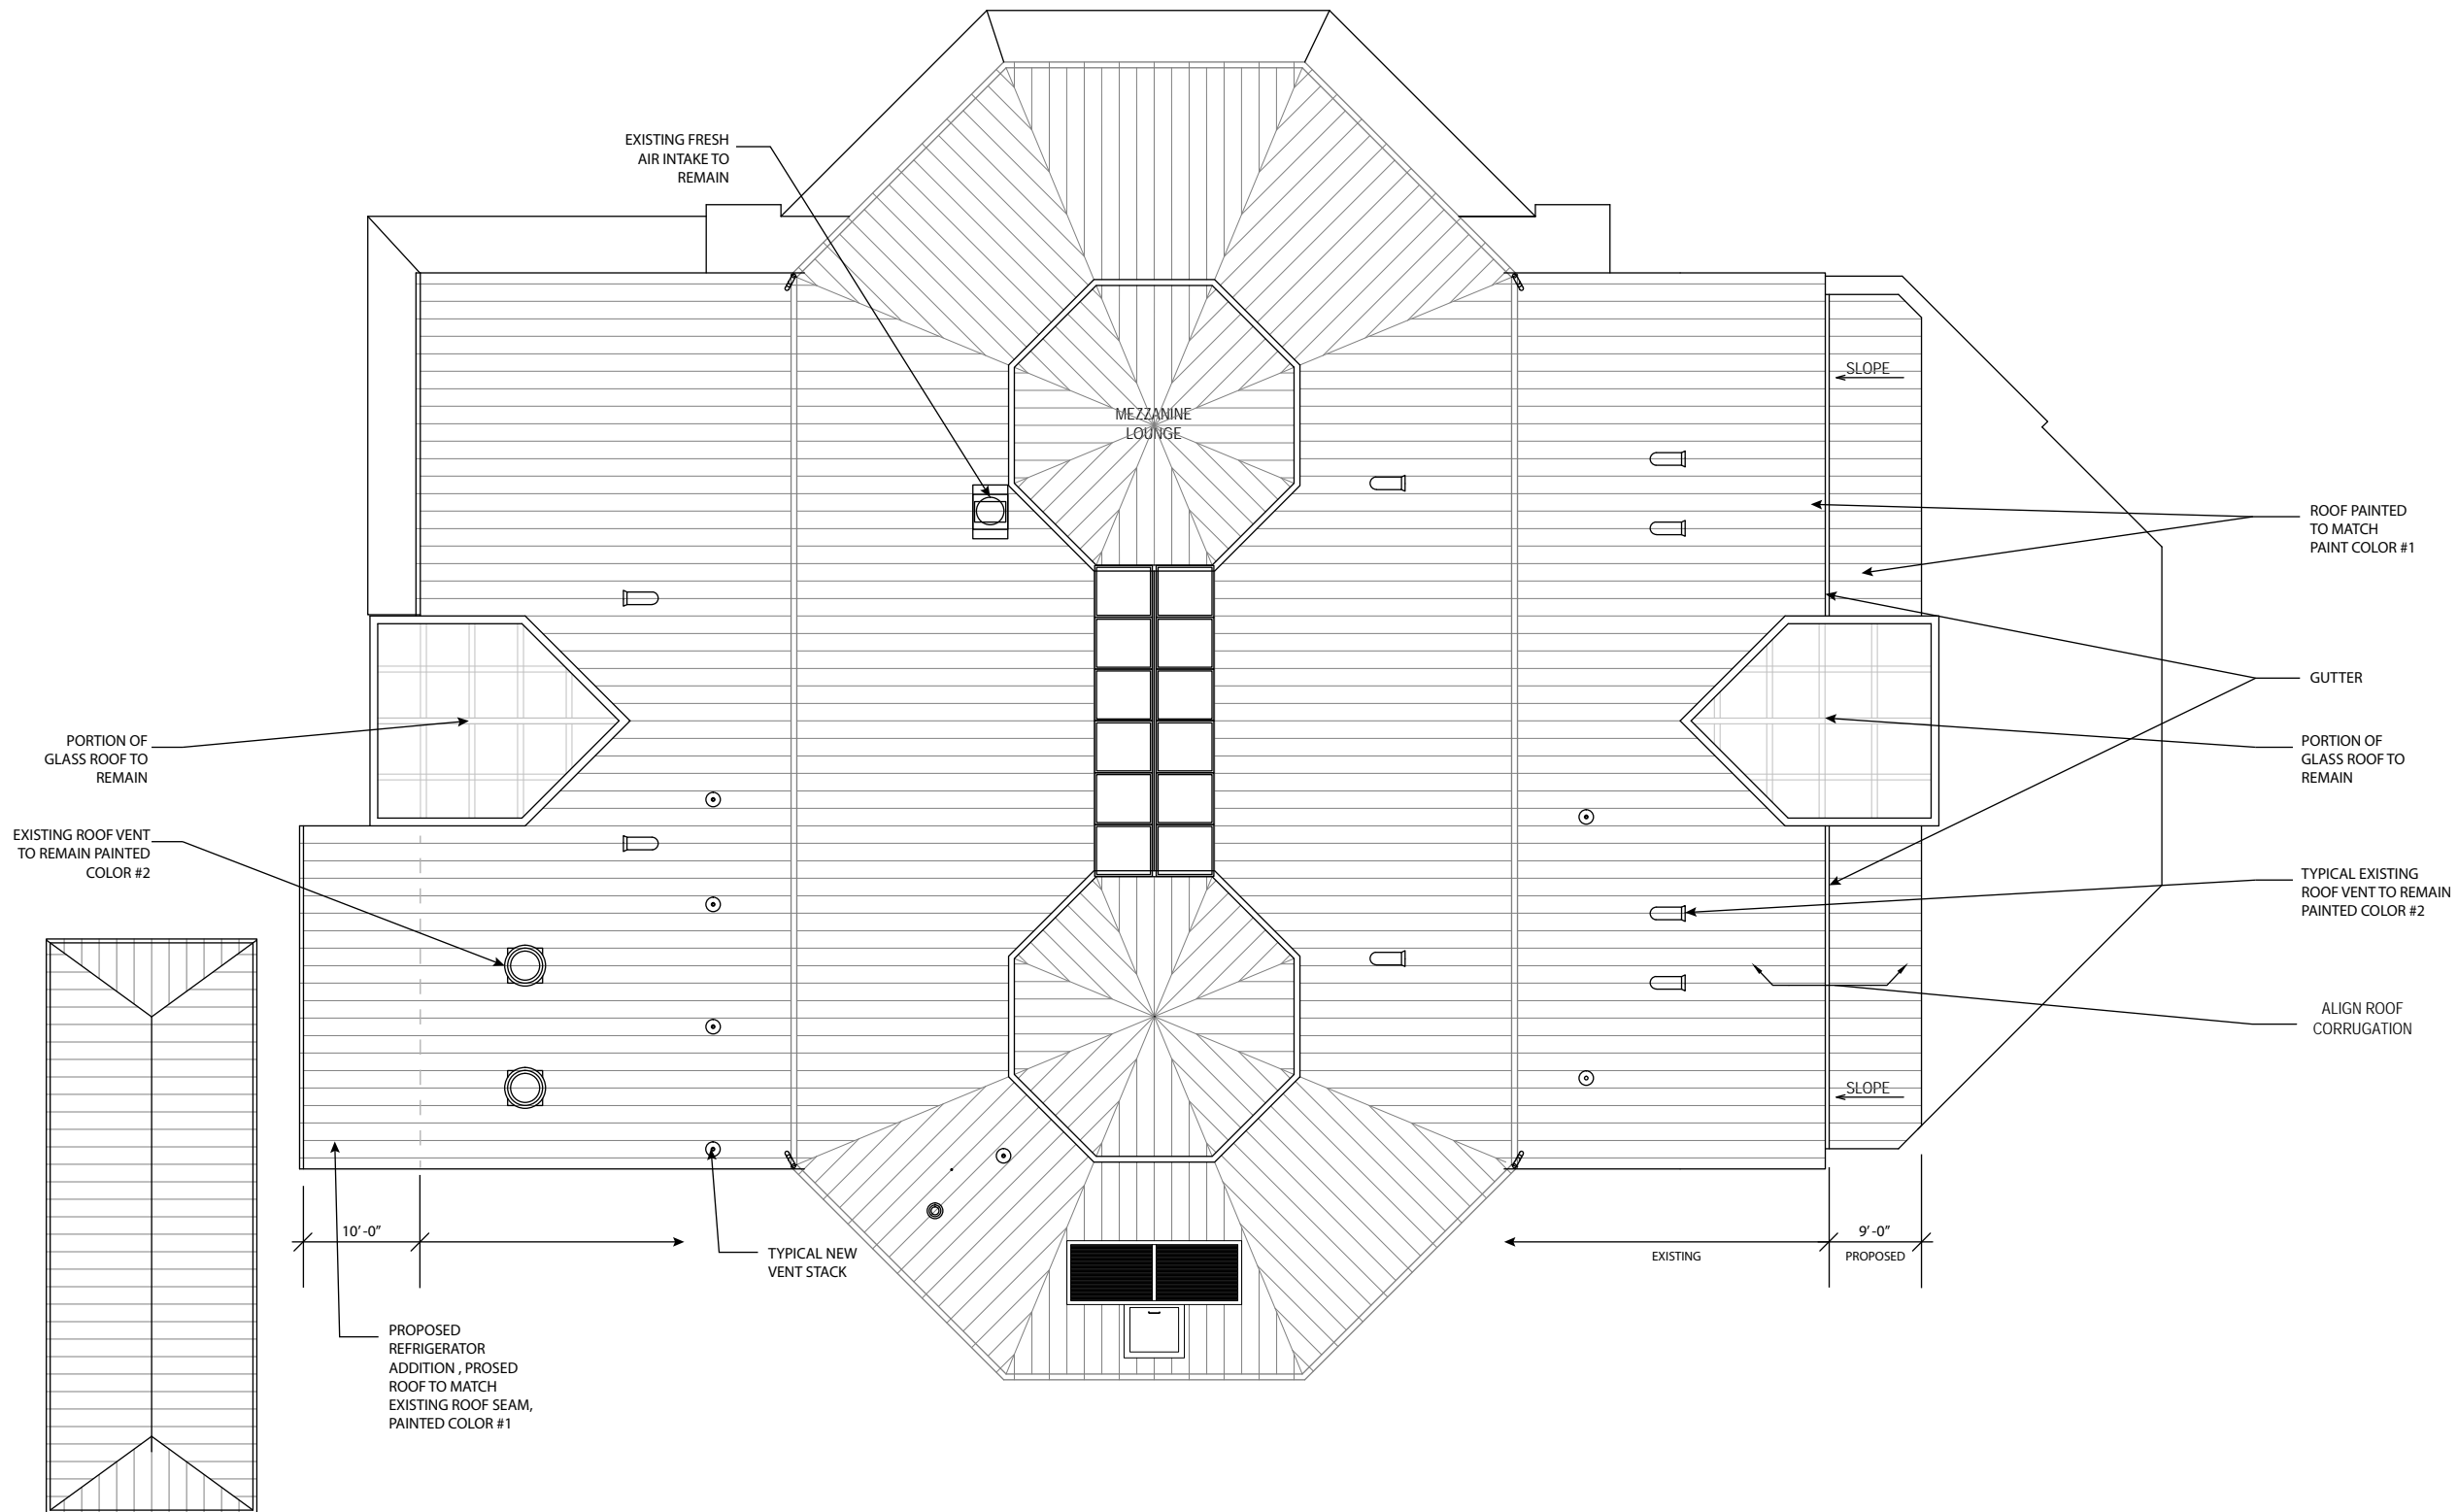 EXISTING FRESH
AIR INTAKE TO
REMAIN
SLOPE
MEZZANINE
LOUNGE
ROOF PAINTED
TO MATCH
PAINT COLOR #1
GUTTER
PORTION OF
GLASS ROOF TO
REMAIN
PORTION OF
GLASS ROOF TO
REMAIN
EXISTING ROOF VENT
TO REMAIN PAINTED
COLOR #2
TYPICAL EXISTING
ROOF VENT TO REMAIN
PAINTED COLOR #2
ALIGN ROOF
CORRUGATION
SLOPE
10'-0"
9'-0"
EXISTING
PROPOSED
TYPICAL NEW
VENT STACK
PROPOSED
REFRIGERATOR
ADDITION , PROSED
ROOF TO MATCH
EXISTING ROOF SEAM,
PAINTED COLOR #1